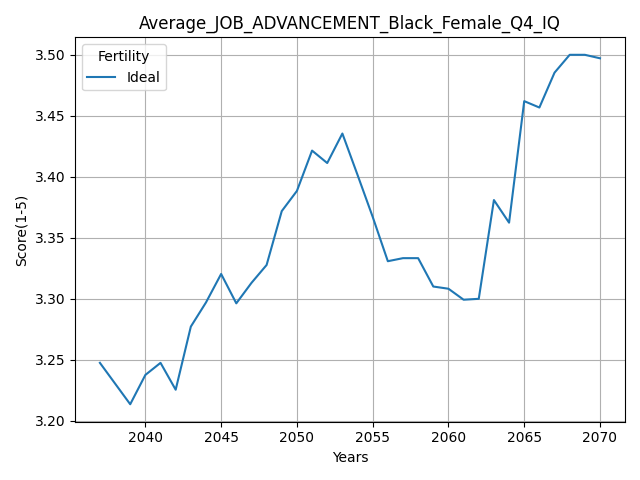 Average_JOB_ADVANCEMENT_Black_Female_Q4_IQ
Fertility
Ideal
Score(1-5)
3.50
3.45
3.40
3.35
3.30
3.25
3.20
2040 2045 2050 2055 2060 2065 2070
Years